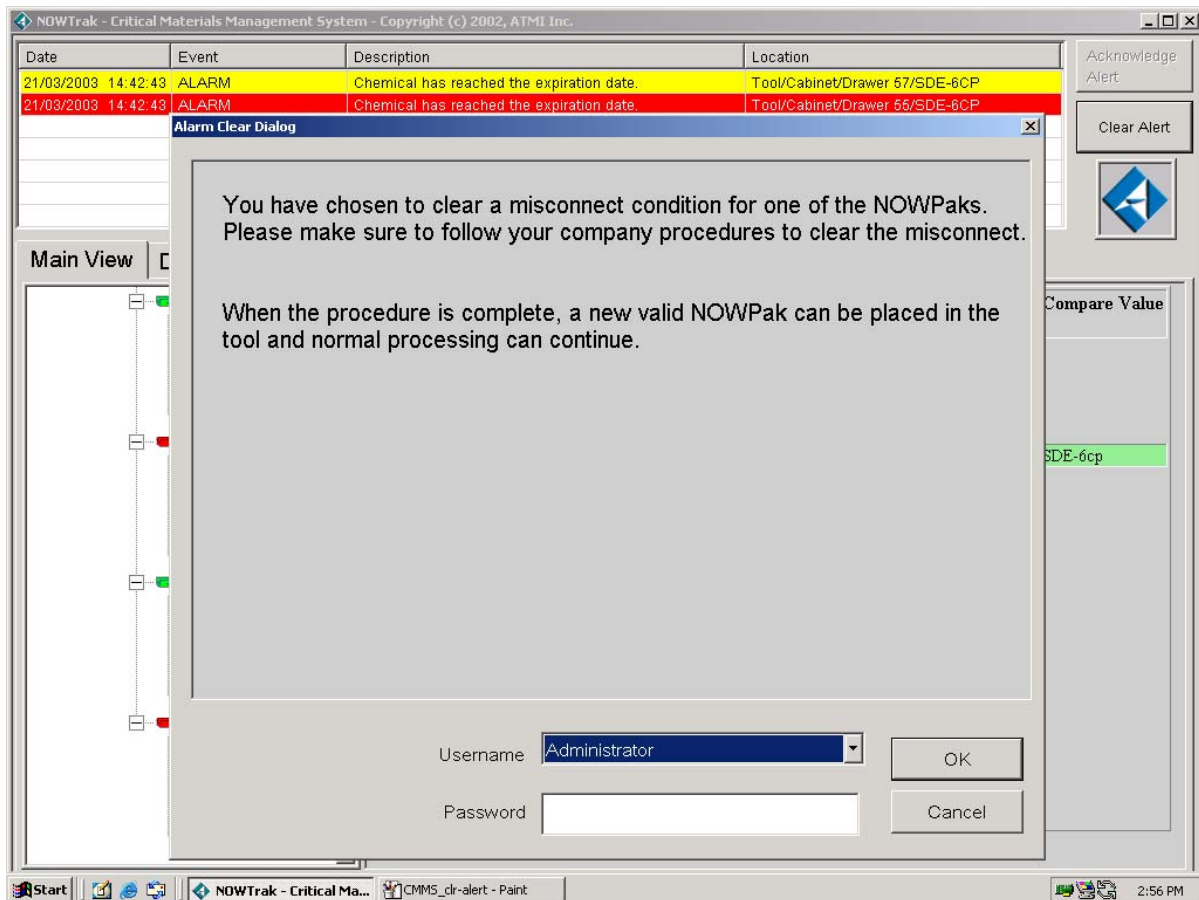 NOWTrak - Critical Materials Management System - Copyright (c) 2002, ATMI Inc.
Date Event Description Location
21/03/2003 14:42:43 ALARM Chemical has reached the expiration date. Tool/Cabinet/Drawer 57/SDE-6CP
21/03/2003 14:42:43 ALARM Chemical has reached the expiration date. Tool/Cabinet/Drawer 55/SDE-6CP
Acknowledge
Alert
Clear Alert
Alarm Clear Dialog
You have chosen to clear a misconnect condition for one of the NOWPaks.
Please make sure to follow your company procedures to clear the misconnect.
When the procedure is complete, a new valid NOWPak can be placed in the
tool and normal processing can continue.
Main View
Compare Value
SDE-6cp
Username Administrator
OK
Password
Cancel
Start NOWTrak - Critical Ma... CMMS_clr-alert - Paint 2:56 PM